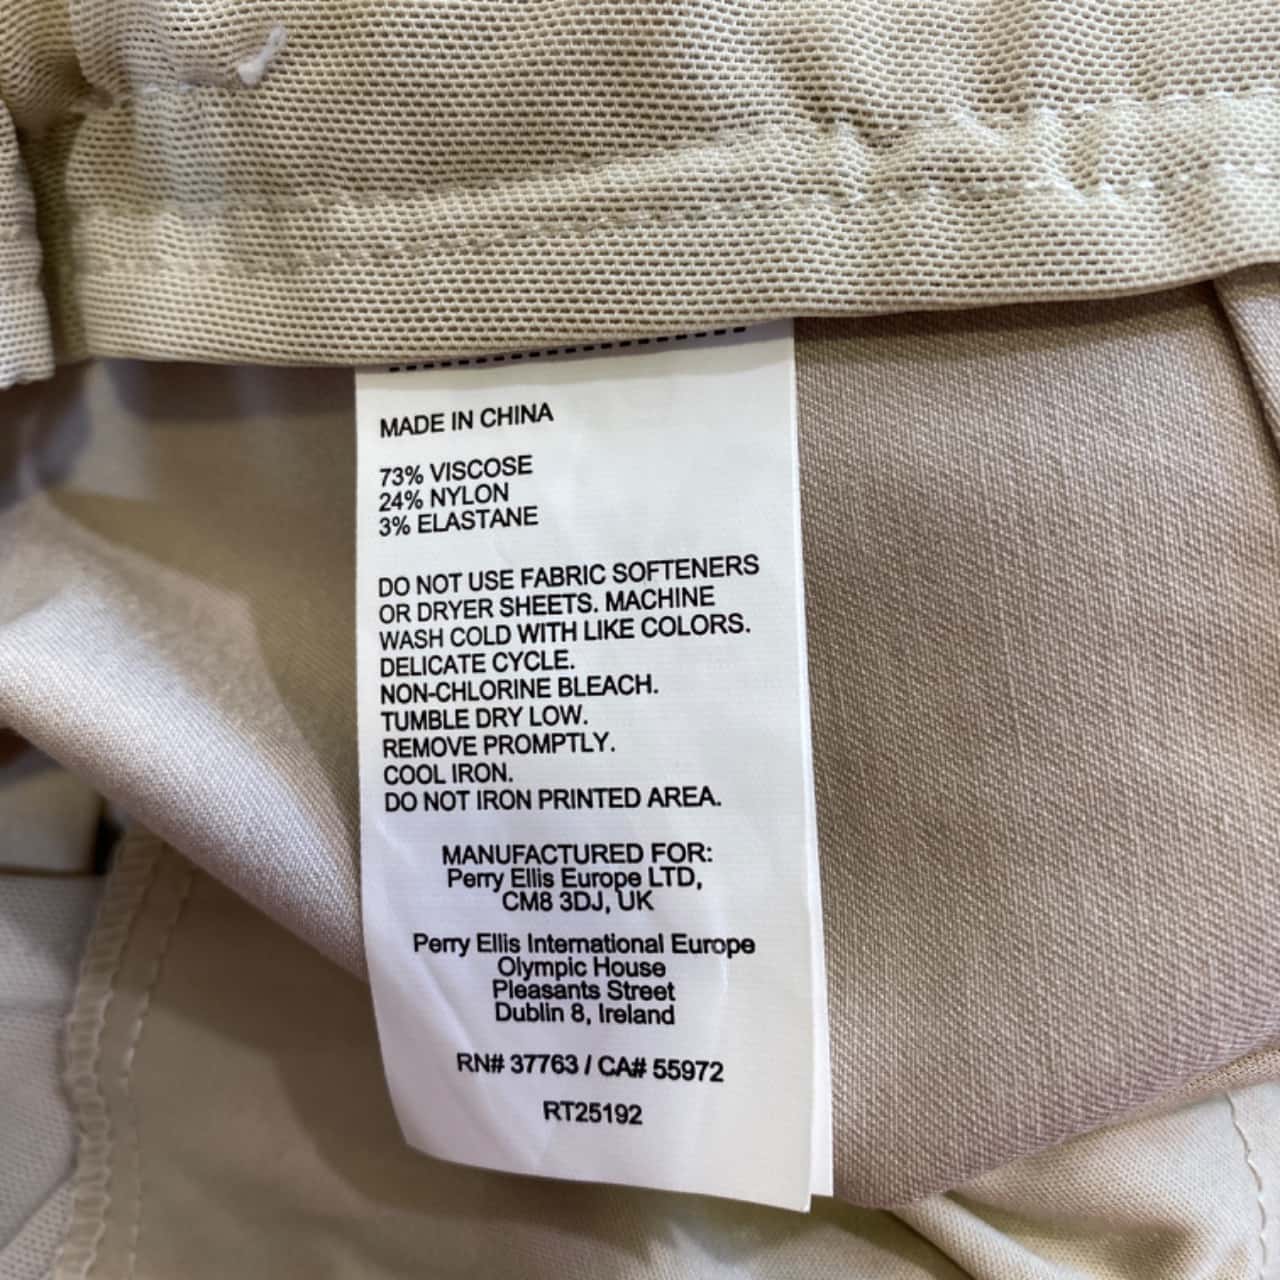 MADE IN CHINA
73% VISCOSE
24% NYLON
3% ELASTANE
DO NOT USE FABRIC SOFTENERS
OR DRYER SHEETS. MACHINE
WASH COLD WITH LIKE COLORS.
DELICATE CYCLE.
NON-CHLORINE BLEACH.
TUMBLE DRY LOW.
REMOVE PROMPTLY.
COOL IRON.
DO NOT IRON PRINTED AREA.
MANUFACTURED FOR:
Perry Ellis Europe LTD,
CM8 3DJ, UK
Perry Ellis International Europe
Olympic House
Pleasants Street
Dublin 8, Ireland
RN# 37763 / CA# 55972
RT25192